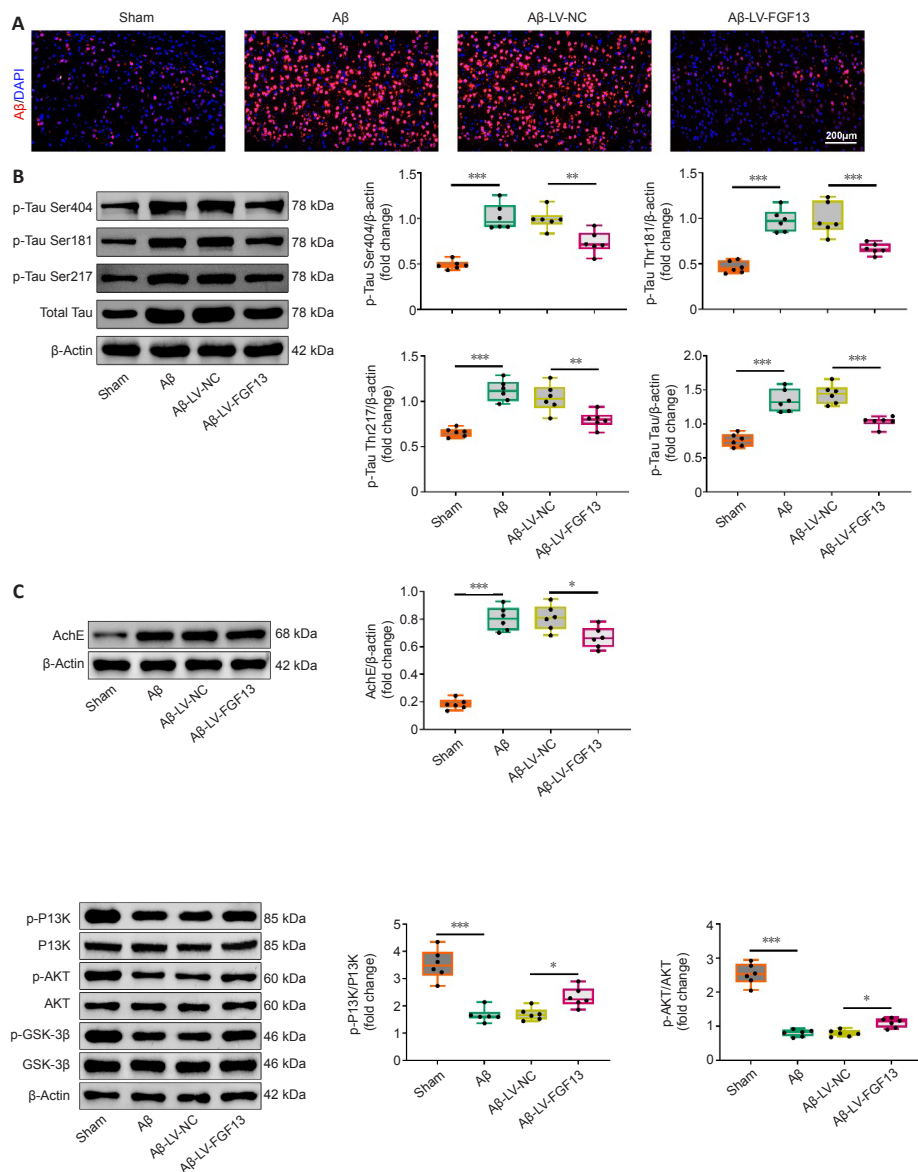 A
Sham
Aβ
Aβ-LV-NC
Aβ-LV-FGF13
Aβ/DAPI
200μm
B
p-Tau Ser404
78 kDa
p-Tau Ser181
78 kDa
p-Tau Ser217
78 kDa
Total Tau
78 kDa
β-Actin
42 kDa
Sham
Aβ
Aβ-LV-NC
Aβ-LV-FGF13
p-Tau Ser404/β-actin
(fold change)
1.5
1.0
0.5
0
***
**
p-Tau Thr181/β-actin
(fold change)
1.5
1.0
0.5
0
***
***
p-Tau Thr217/β-actin
(fold change)
1.5
1.0
0.5
0
***
**
Sham
Aβ
Aβ-LV-NC
Aβ-LV-FGF13
p-Tau Tau/β-actin
(fold change)
2.0
1.5
1.0
0.5
0
***
***
Sham
Aβ
Aβ-LV-NC
Aβ-LV-FGF13
C
AchE
68 kDa
β-Actin
42 kDa
Sham
Aβ
Aβ-LV-NC
Aβ-LV-FGF13
AchE/β-actin
(fold change)
1.0
0.8
0.6
0.4
0.2
0
***
*
Sham
Aβ
Aβ-LV-NC
Aβ-LV-FGF13
p-P13K
85 kDa
P13K
85 kDa
p-AKT
60 kDa
AKT
60 kDa
p-GSK-3β
46 kDa
GSK-3β
46 kDa
β-Actin
42 kDa
Sham
Aβ
Aβ-LV-NC
Aβ-LV-FGF13
p-P13K/P13K
(fold change)
5
4
3
2
1
0
***
*
Sham
Aβ
Aβ-LV-NC
Aβ-LV-FGF13
p-AKT/AKT
(fold change)
4
3
2
1
0
***
*
Sham
Aβ
Aβ-LV-NC
Aβ-LV-FGF13